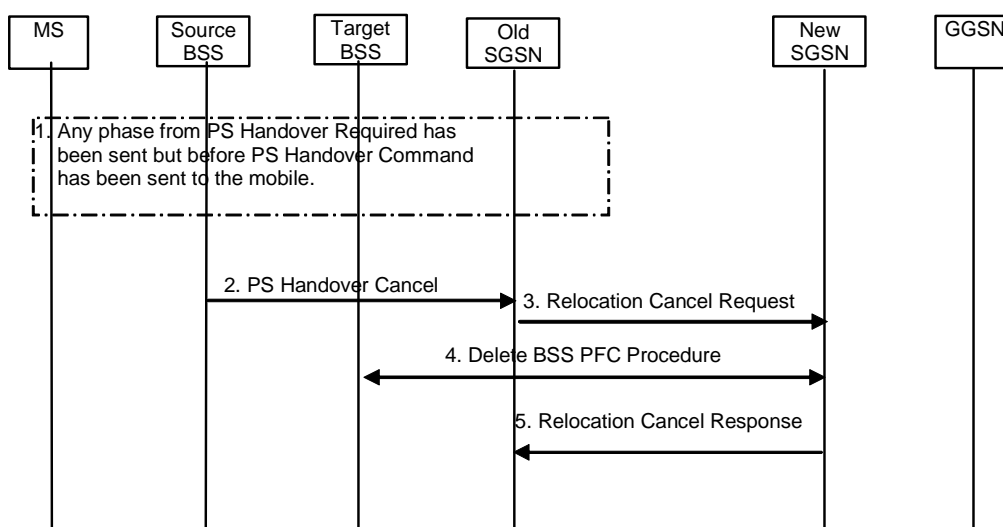 MS
Source
BSS
Target
BSS
Old
SGSN
New
SGSN
GGSN
1. Any phase from PS Handover Required has
been sent but before PS Handover Command
has been sent to the mobile.
2. PS Handover Cancel
3. Relocation Cancel Request
4. Delete BSS PFC Procedure
5. Relocation Cancel Response